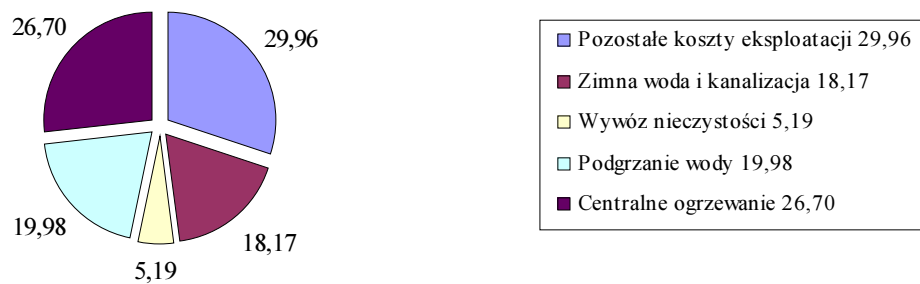 26,70
29,96
19,98
18,17
5,19
Pozostałe koszty eksploatacji 29,96
Zimna woda i kanalizacja 18,17
Wywóz nieczystości 5,19
Podgrzanie wody 19,98
Centralne ogrzewanie 26,70